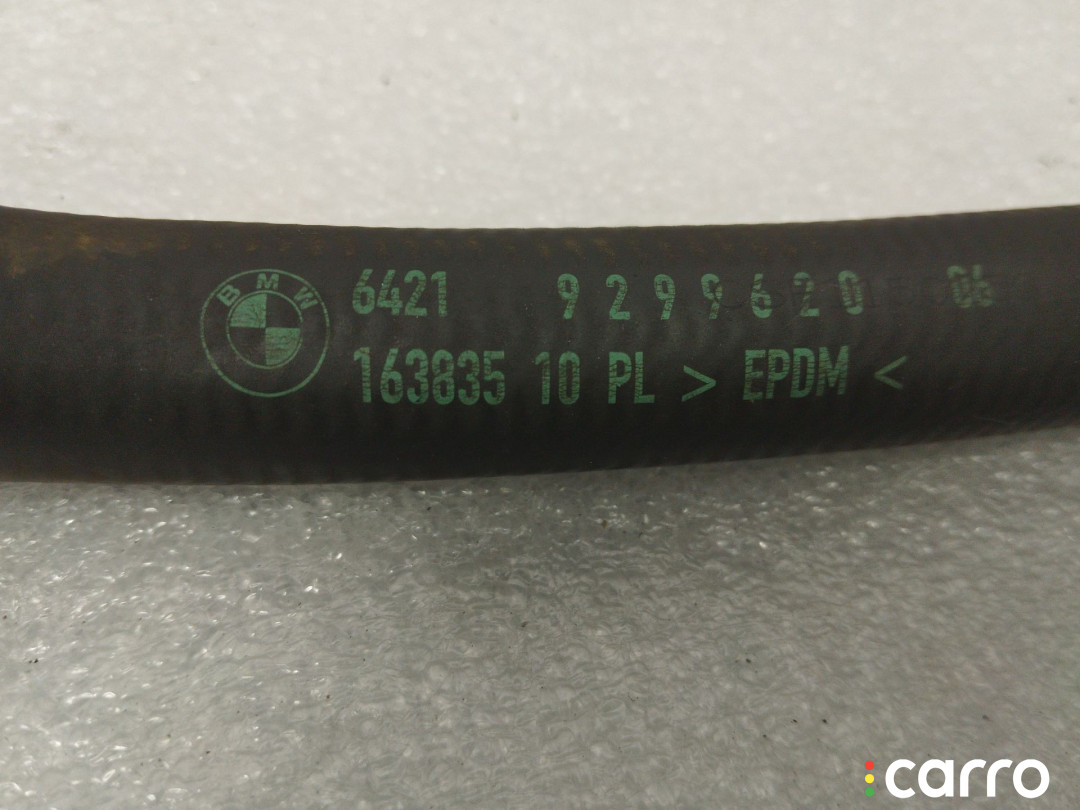 BMW
6421 9299620 06
163835 10 PL > EPDM <
carro